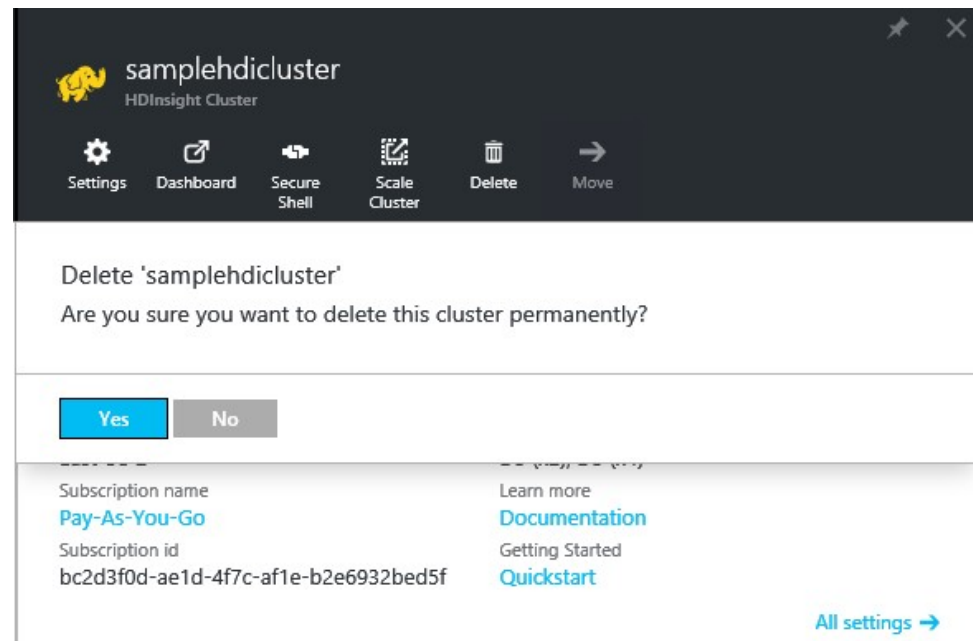 samplehdicluster
HDInsight Cluster
Settings
Dashboard
Secure
Shell
Scale
Cluster
Delete
Move
Delete 'samplehdicluster'
Are you sure you want to delete this cluster permanently?
Yes
No
Subscription name
Learn more
Pay-As-You-Go
Documentation
Subscription id
Getting Started
bc2d3f0d-ae1d-4f7c-af1e-b2e6932bed5f
Quickstart
All settings →